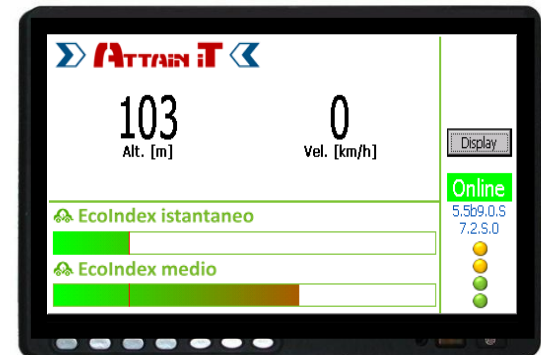 ATTAIN iT
103
Alt. [m]
0
Vel. [km/h]
Display
Online
5.5b9.0.S
7.2.S.0
EcoIndex istantaneo
EcoIndex medio